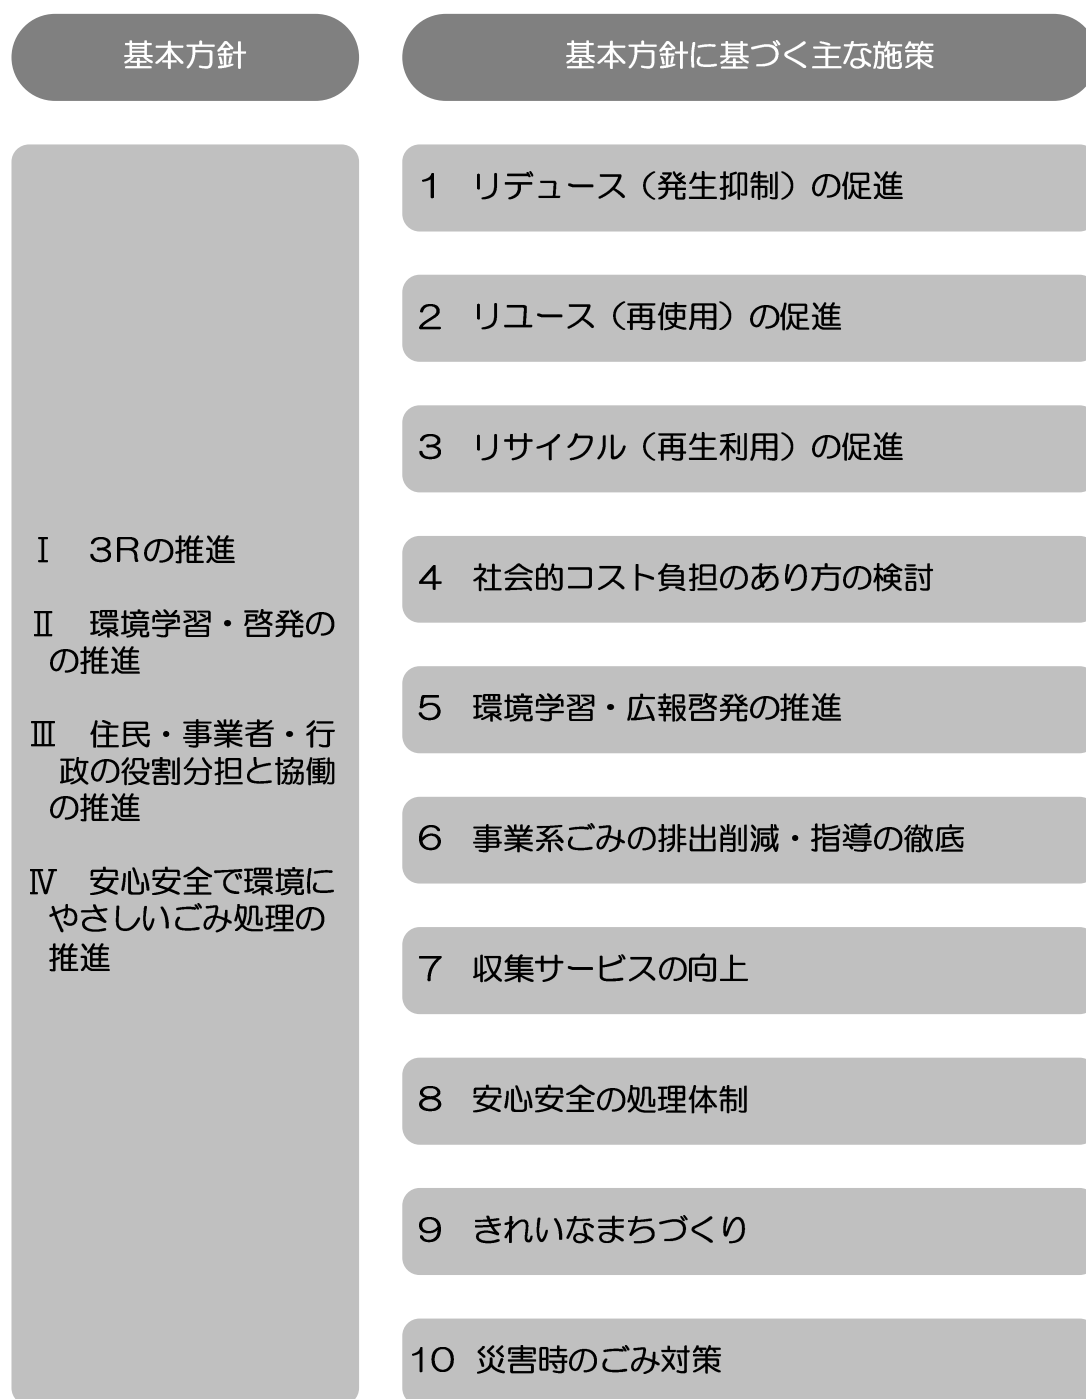 基本方針
基本方針に基づく主な施策
Ⅰ　3Rの推進
Ⅱ　環境学習・啓発の
の推進
Ⅲ　住民・事業者・行
政の役割分担と協働
の推進
Ⅳ　安心安全で環境に
やさしいごみ処理の
推進
1　リデュース（発生抑制）の促進
2　リユース（再使用）の促進
3　リサイクル（再生利用）の促進
4　社会的コスト負担のあり方の検討
5　環境学習・広報啓発の推進
6　事業系ごみの排出削減・指導の徹底
7　収集サービスの向上
8　安心安全の処理体制
9　きれいなまちづくり
10　災害時のごみ対策